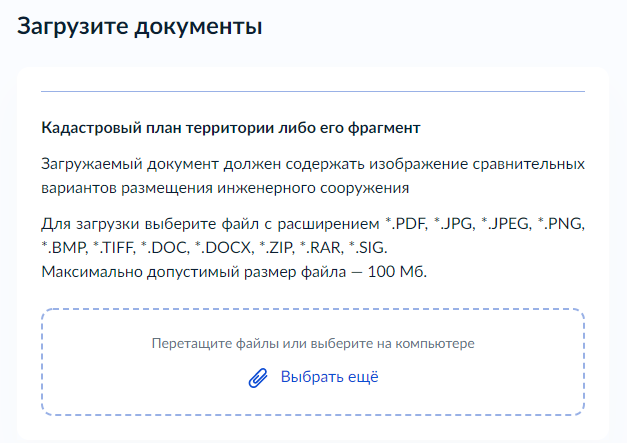 Загрузите документы
Кадастровый план территории либо его фрагмент
Загружаемый документ должен содержать изображение сравнительных
вариантов размещения инженерного сооружения
Для загрузки выберите файл с расширением *.PDF, *.JPG, *.JPEG, *.PNG,
*.BMP, *.TIFF, *.DOC, *.DOCX, *.ZIP, *.RAR, *.SIG.
Максимально допустимый размер файла — 100 Мб.
Перетащите файлы или выберите на компьютере
Выбрать ещё